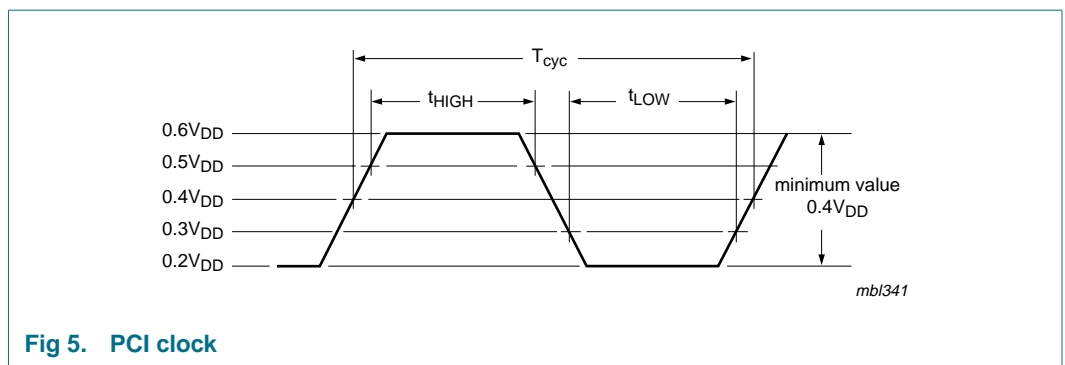 Tcyc
tHIGH
tLOW
0.6VDD
0.5VDD
0.4VDD
0.3VDD
0.2VDD
minimum value
0.4VDD
mbl341
Fig 5. PCI clock